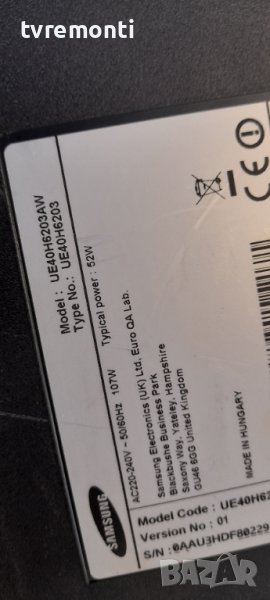 tvremonti
Model : UE40H6203AW
Type No.: UE40H6203
AC220-240V ~ 50/60Hz 107W Typical power : 52W
Samsung Electronics (UK) Ltd, Euro QA Lab.
Blackbushe Business Park
Saxony Way, Yateley, Hampshire
GU46 6GG United Kingdom
MADE IN HUNGARY
SAMSUNG
Model Code : UE40H62
Version No : 01
S/N : 0AAU3HDF80229
BAZAR